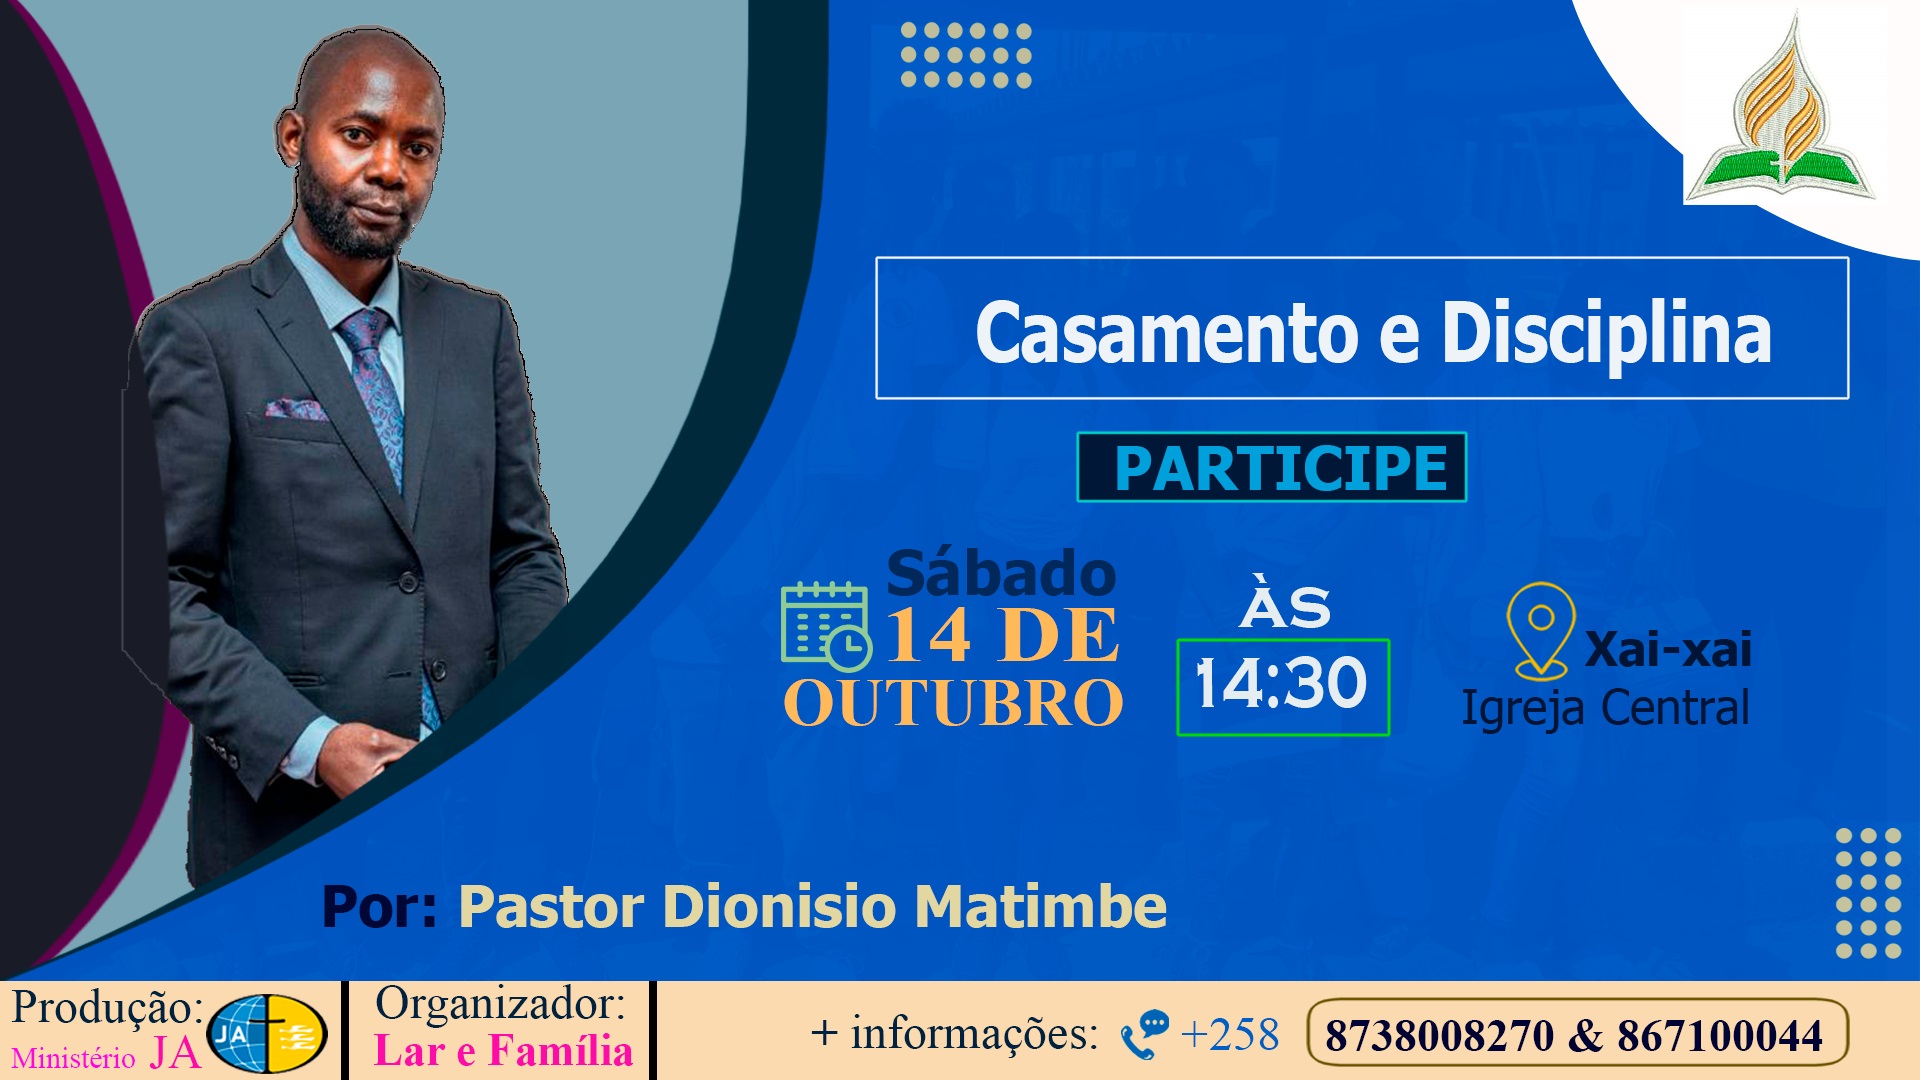 Casamento e Disciplina
PARTICIPE
Sábado
14 DE
OUTUBRO
ÀS
14:30
Xai-xai
Igreja Central
Por: Pastor Dionisio Matimbe
Produção:
Ministério JA
JA
Organizador:
Lar e Família
+ informações: +258 8738008270 & 867100044